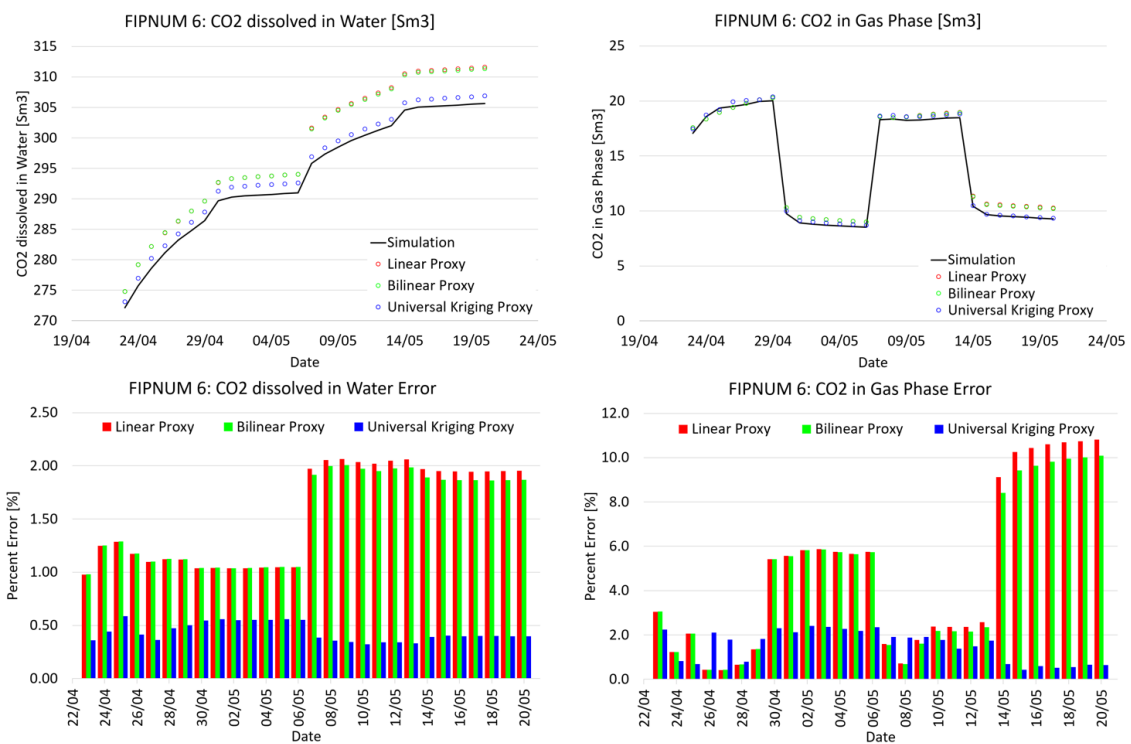 FIPNUM 6: CO2 dissolved in Water [Sm3]
CO2 dissolved in Water [Sm3]
315
310
305
300
295
290
285
280
275
270
19/04 24/04 29/04 04/05 09/05 14/05 19/05 24/05
Date
Simulation
Linear Proxy
Bilinear Proxy
Universal Kriging Proxy
FIPNUM 6: CO2 in Gas Phase [Sm3]
CO2 in Gas Phase [Sm3]
25
20
15
10
5
0
19/04 24/04 29/04 04/05 09/05 14/05 19/05 24/05
Date
Simulation
Linear Proxy
Bilinear Proxy
Universal Kriging Proxy
FIPNUM 6: CO2 dissolved in Water Error
Linear Proxy Bilinear Proxy Universal Kriging Proxy
Percent Error [%]
2.50
2.00
1.50
1.00
0.50
0.00
22/04 24/04 26/04 28/04 30/04 02/05 04/05 06/05 08/05 10/05 12/05 14/05 16/05 18/05 20/05
Date
FIPNUM 6: CO2 in Gas Phase Error
Linear Proxy Bilinear Proxy Universal Kriging Proxy
Percent Error [%]
12.0
10.0
8.0
6.0
4.0
2.0
0.0
22/04 24/04 26/04 28/04 30/04 02/05 04/05 06/05 08/05 10/05 12/05 14/05 16/05 18/05 20/05
Date